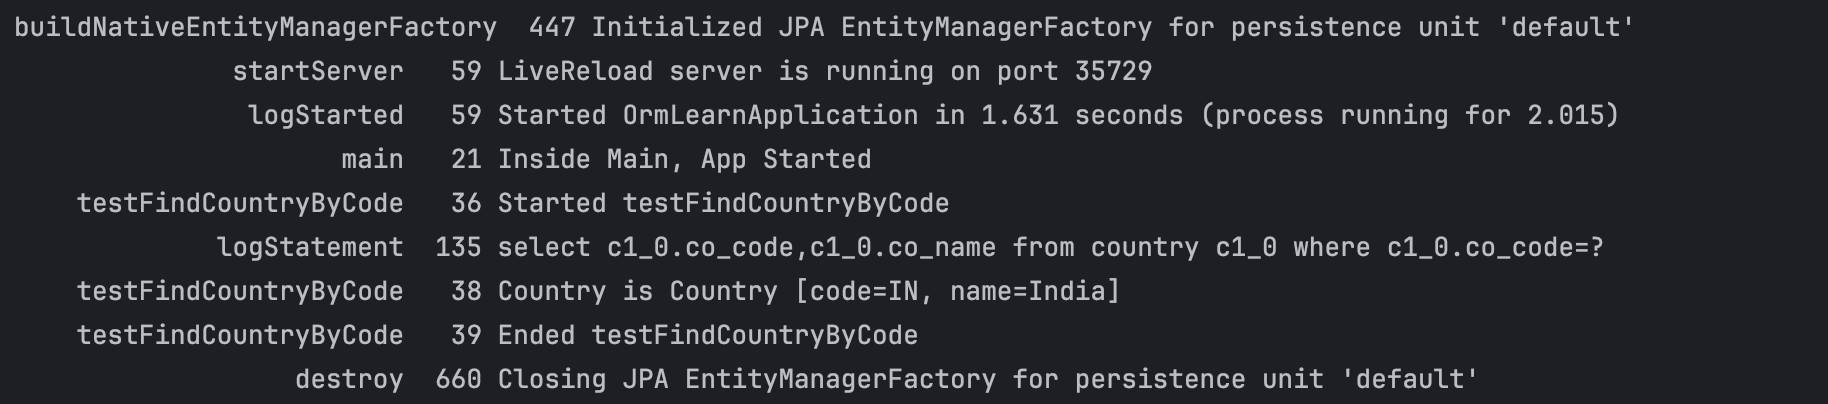 buildNativeEntityManagerFactory  447 Initialized JPA EntityManagerFactory for persistence unit 'default'
              startServer   59 LiveReload server is running on port 35729
               logStarted   59 Started OrmLearnApplication in 1.631 seconds (process running for 2.015)
                     main   21 Inside Main, App Started
    testFindCountryByCode   36 Started testFindCountryByCode
             logStatement  135 select c1_0.co_code,c1_0.co_name from country c1_0 where c1_0.co_code=?
    testFindCountryByCode   38 Country is Country [code=IN, name=India]
    testFindCountryByCode   39 Ended testFindCountryByCode
                  destroy  660 Closing JPA EntityManagerFactory for persistence unit 'default'